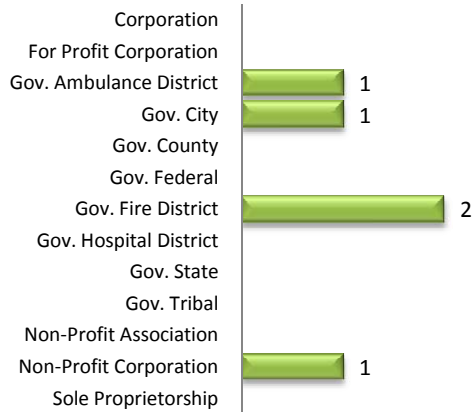 Corporation
For Profit Corporation
Gov. Ambulance District 1
Gov. City 1
Gov. County
Gov. Federal
Gov. Fire District 2
Gov. Hospital District
Gov. State
Gov. Tribal
Non-Profit Association
Non-Profit Corporation 1
Sole Proprietorship